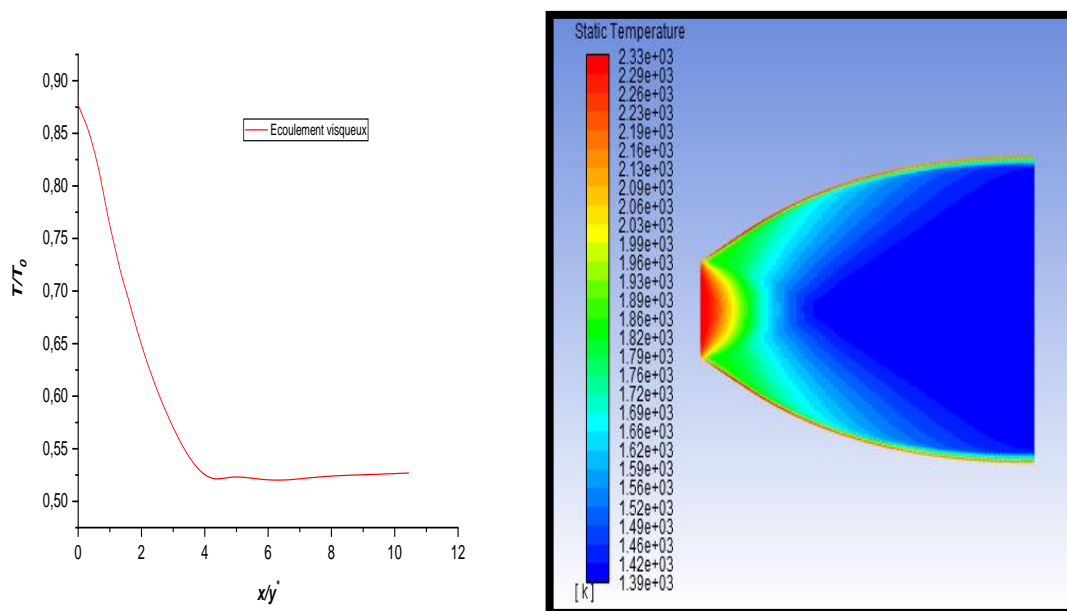 0,90
0,85
0,80
0,75
0,70
0,65
0,60
0,55
0,50
T/T₀
Ecoulement visqueux
0 2 4 6 8 10 12
x/y*
Static Temperature
2.33e+03
2.29e+03
2.26e+03
2.23e+03
2.19e+03
2.16e+03
2.13e+03
2.09e+03
2.06e+03
2.03e+03
1.99e+03
1.96e+03
1.93e+03
1.89e+03
1.86e+03
1.82e+03
1.79e+03
1.76e+03
1.72e+03
1.69e+03
1.66e+03
1.62e+03
1.59e+03
1.56e+03
1.52e+03
1.49e+03
1.46e+03
1.42e+03
1.39e+03
[k]